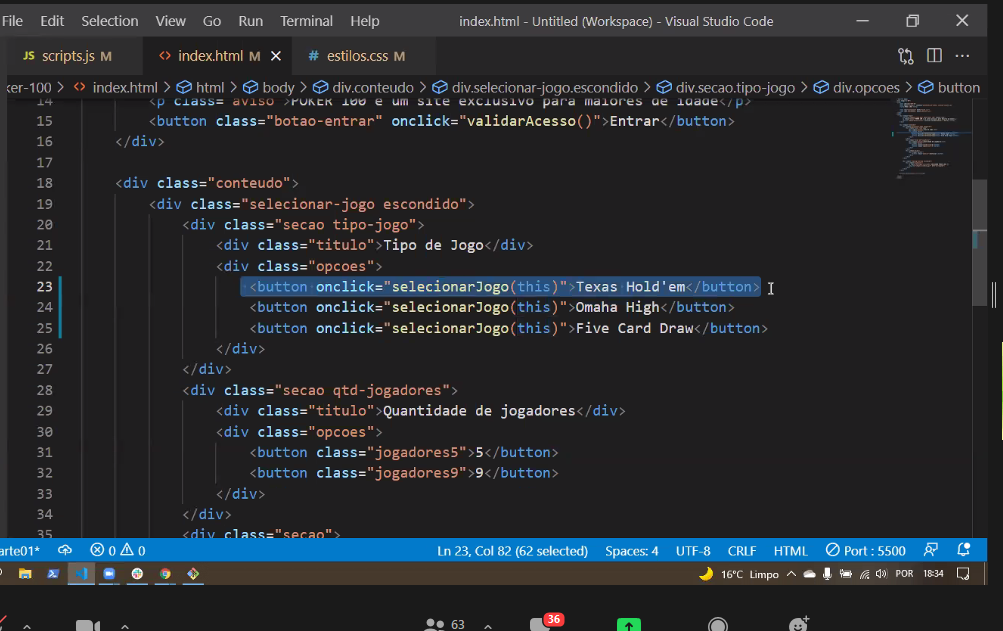 File Edit Selection View Go Run Terminal Help index.html - Untitled (Workspace) - Visual Studio Code
JS scripts.js M <> index.html M # estilos.css M
ker-100 > <> index.html > html > body > div.conteudo > div.selecionar-jogo.escondido > div.secao.tipo-jogo > div.opcoes > button
14 <p class="aviso">POKER 100 é um site exclusivo para maiores de idade</p>
15 <button class="botao-entrar" onclick="validarAcesso()">Entrar</button>
16 </div>
17
18 <div class="conteudo">
19 <div class="selecionar-jogo escondido">
20 <div class="secao tipo-jogo">
21 <div class="titulo">Tipo de Jogo</div>
22 <div class="opcoes">
23 <button onclick="selecionarJogo(this)">Texas Hold'em</button>
24 <button onclick="selecionarJogo(this)">Omaha High</button>
25 <button onclick="selecionarJogo(this)">Five Card Draw</button>
26 </div>
27 </div>
28 <div class="secao qtd-jogadores">
29 <div class="titulo">Quantidade de jogadores</div>
30 <div class="opcoes">
31 <button class="jogadores5">5</button>
32 <button class="jogadores9">9</button>
33 </div>
34 </div>
35 <div class="secao">
arte01* 0 0 Ln 23, Col 82 (62 selected) Spaces: 4 UTF-8 CRLF HTML Port : 5500
16°C Limpo POR 18:34
63 36